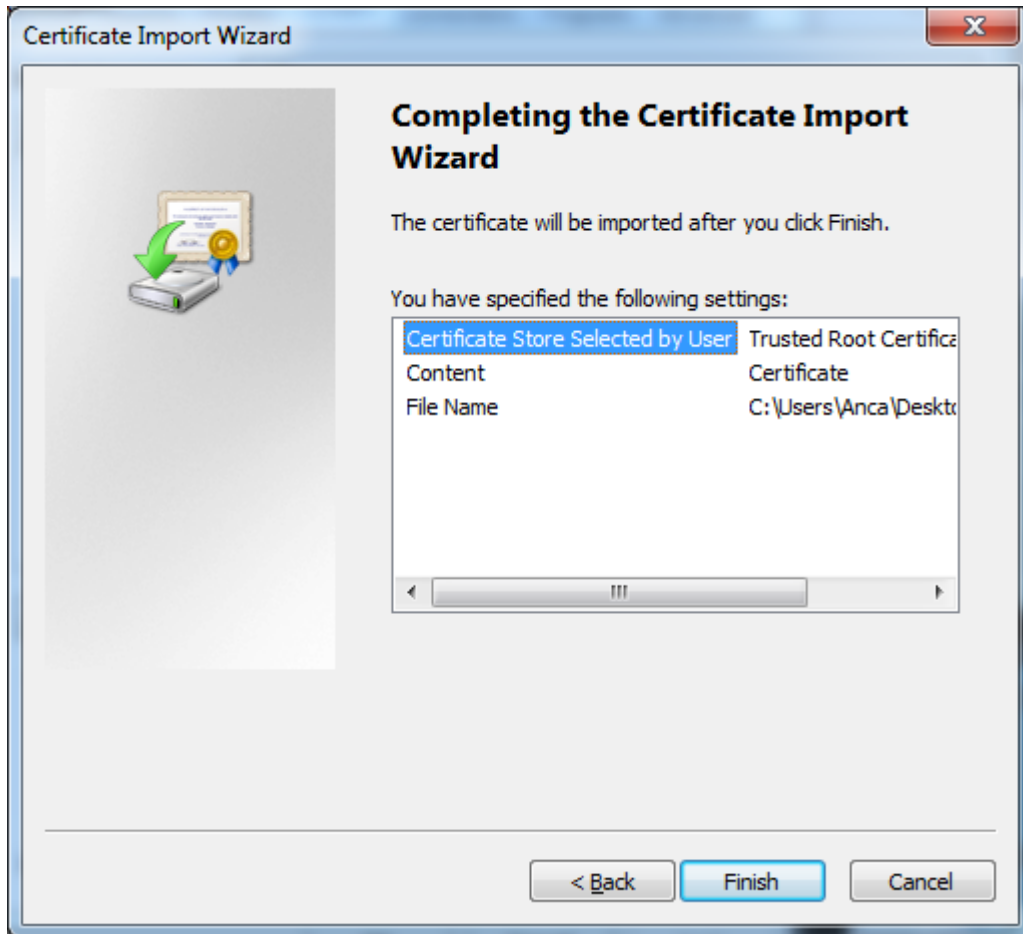 Certificate Import Wizard
Completing the Certificate Import
Wizard
The certificate will be imported after you click Finish.
You have specified the following settings:
Certificate Store Selected by User Trusted Root Certifica
Content Certificate
File Name C:\Users\Anca\Deskto
< Back Finish Cancel